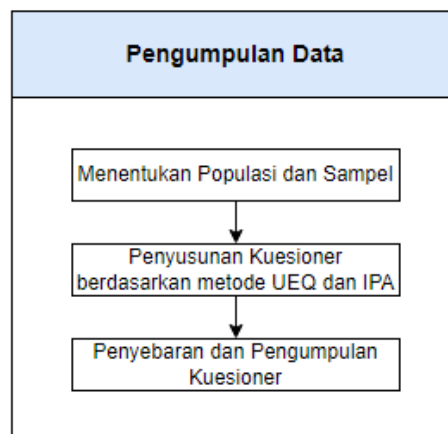 Pengumpulan Data
Menentukan Populasi dan Sampel
Penyusunan Kuesioner
berdasarkan metode UEQ dan IPA
Penyebaran dan Pengumpulan
Kuesioner